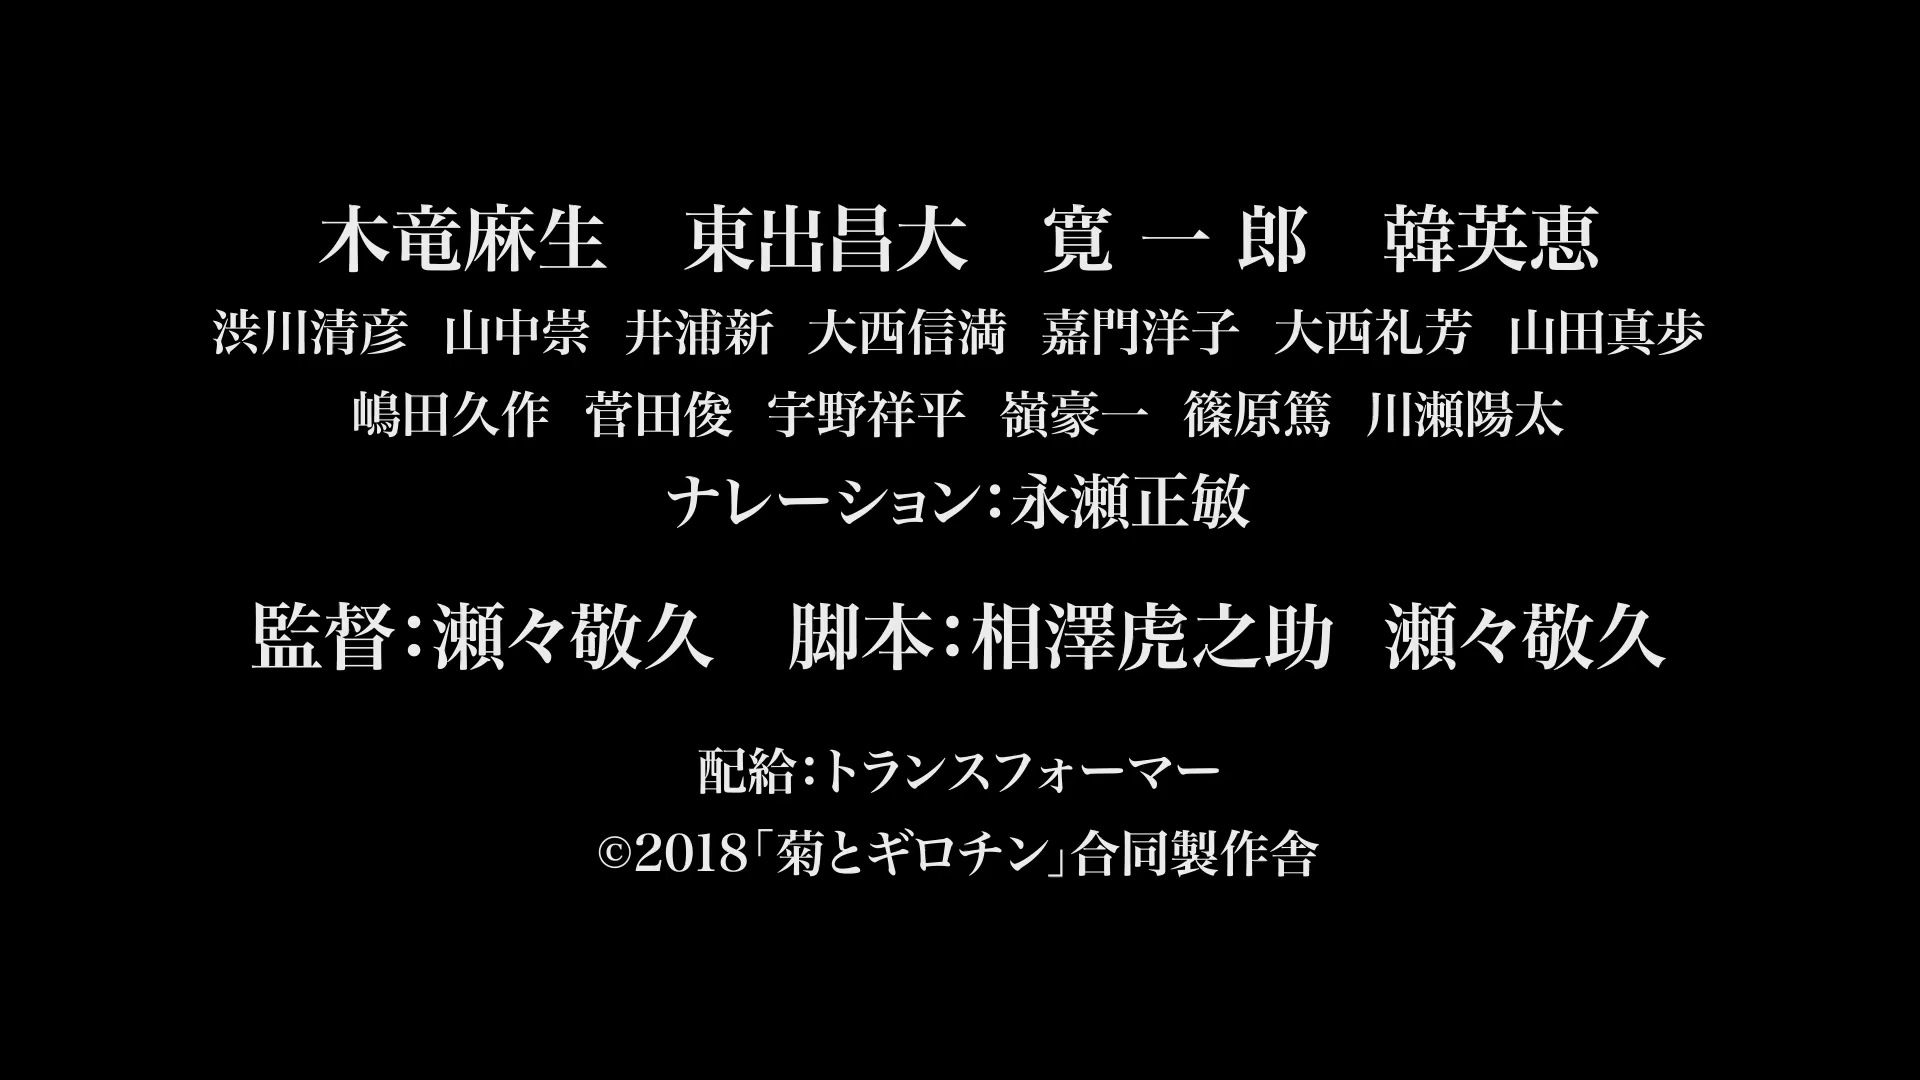 木竜麻生　東出昌大　寛 一 郎　韓英恵
渋川清彦　山中崇　井浦新　大西信満　嘉門洋子　大西礼芳　山田真歩
嶋田久作　菅田俊　宇野祥平　嶺豪一　篠原篤　川瀬陽太
ナレーション：永瀬正敏
監督：瀬々敬久　脚本：相澤虎之助　瀬々敬久
配給：トランスフォーマー
©2018「菊とギロチン」合同製作舎